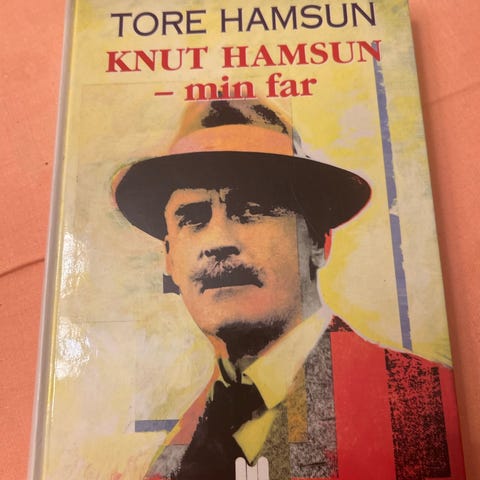 TORE HAMSUN
KNUT HAMSUN
– min far